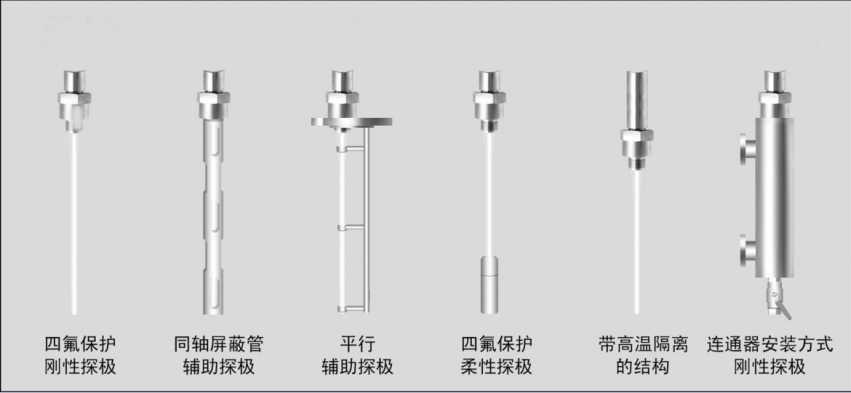 四氟保护
刚性探极
同轴屏蔽管
辅助探极
平行
辅助探极
四氟保护
柔性探极
带高温隔离
的结构
连通器安装方式
刚性探极